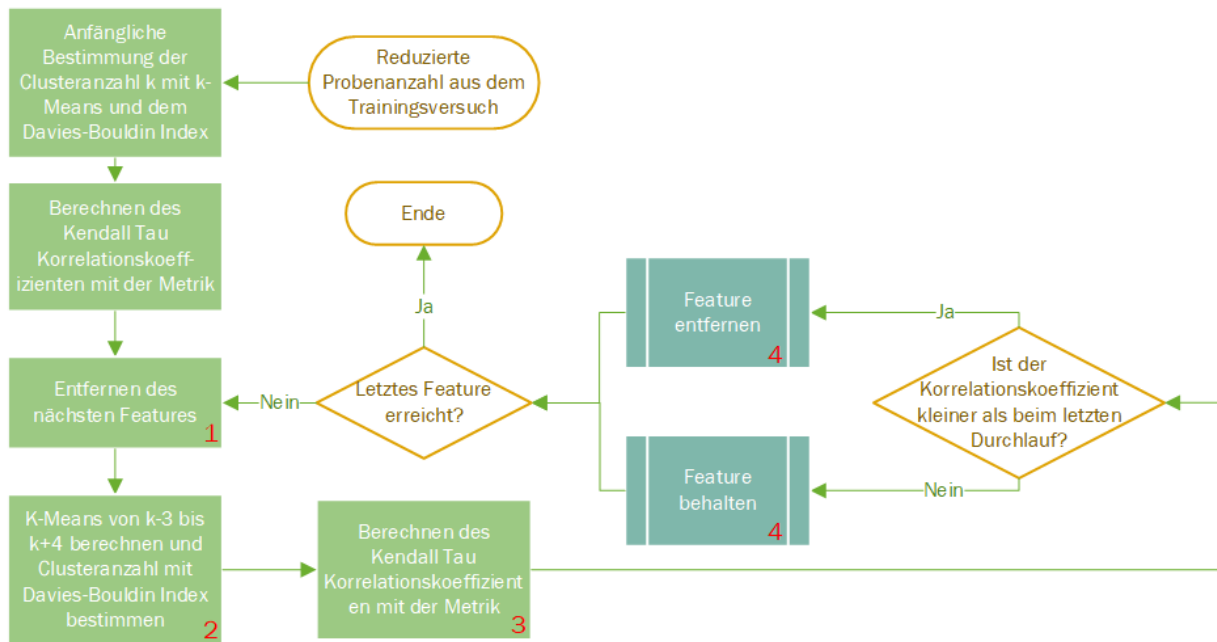 Anfängliche
Bestimmung der
Clusteranzahl k mit k-
Means und dem
Davies-Bouldin Index
Reduzierte
Probenanzahl aus dem
Trainingsversuch
Berechnen des
Kendall Tau
Korrelationskoeff-
izienten mit der Metrik
Ende
Ja
Entfernen des
nächsten Features
1
Nein
Letztes Feature
erreicht?
Feature
entfernen
4
Ja
Feature
behalten
4
Nein
Ist der
Korrelationskoeffizient
kleiner als beim letzten
Durchlauf?
K-Means von k-3 bis
k+4 berechnen und
Clusteranzahl mit
Davies-Bouldin Index
bestimmen
2
Berechnen des
Kendall Tau
Korrelationskoeffizient
en mit der Metrik
3